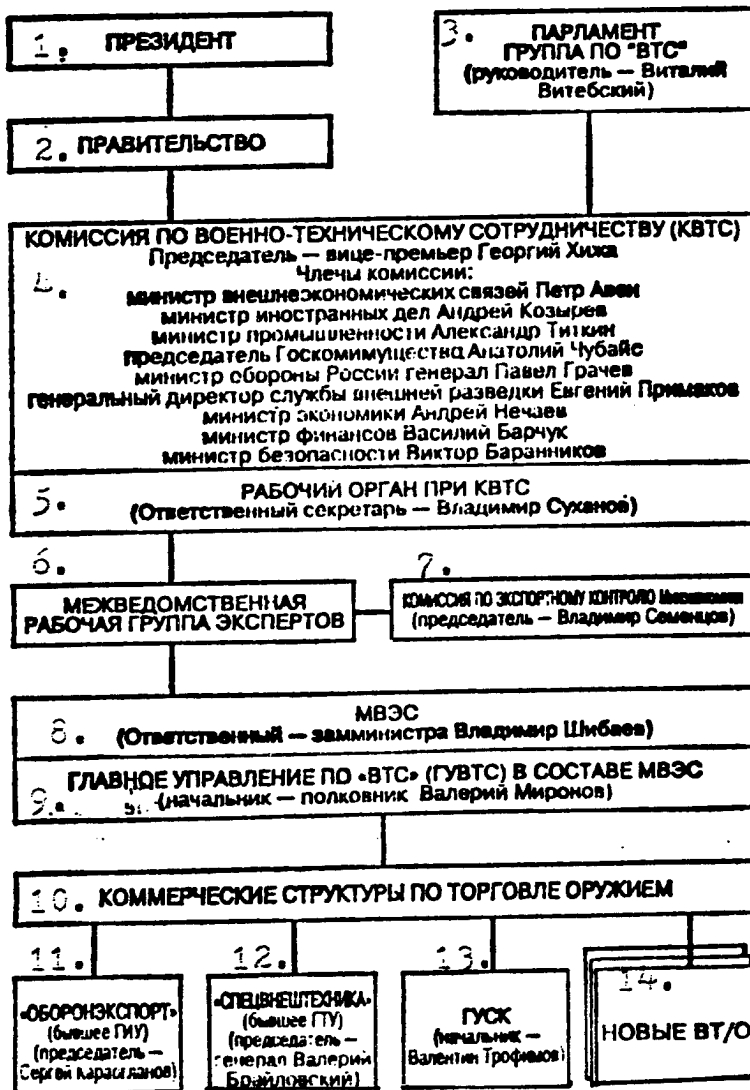 1. ПРЕЗИДЕНТ
2. ПРАВИТЕЛЬСТВО
3. ПАРЛАМЕНТ
ГРУППА ПО "ВТС"
(руководитель — Виталий
Витебский)
КОМИССИЯ ПО ВОЕННО-ТЕХНИЧЕСКОМУ СОТРУДНИЧЕСТВУ (КВТС)
Председатель — вице-премьер Георгий Хижа
Члены комиссии:
4.
министр внешнеэкономических связей Петр Авен
министр иностранных дел Андрей Козырев
министр промышленности Александр Титкин
председатель Госкомимущества Анатолий Чубайс
министр обороны России генерал Павел Грачев
генеральный директор службы внешней разведки Евгений Примаков
министр экономики Андрей Нечаев
министр финансов Василий Барчук
министр безопасности Виктор Баранников
5. РАБОЧИЙ ОРГАН ПРИ КВТС
(Ответственный секретарь — Владимир Суханов)
6.
МЕЖВЕДОМСТВЕННАЯ
РАБОЧАЯ ГРУППА ЭКСПЕРТОВ
7.
КОМИССИЯ ПО ЭКСПОРТНОМУ КОНТРОЛЮ
(председатель — Владимир Семенцов)
8. МВЭС
(Ответственный — замминистра Владимир Шибаев)
ГЛАВНОЕ УПРАВЛЕНИЕ ПО «ВТС» (ГУВТС) В СОСТАВЕ МВЭС
9. (начальник — полковник Валерий Миронов)
10. КОММЕРЧЕСКИЕ СТРУКТУРЫ ПО ТОРГОВЛЕ ОРУЖИЕМ
11.
«ОБОРОНЭКСПОРТ»
(бывшее ГИУ)
(председатель —
Сергей Караогланов)
12.
«СПЕЦВНЕШТЕХНИКА»
(бывшее ГТУ)
(председатель —
генерал Валерий
Брайловский)
13.
ГУСК
(начальник —
Валентин Трофимов)
14.
НОВЫЕ ВТ/О